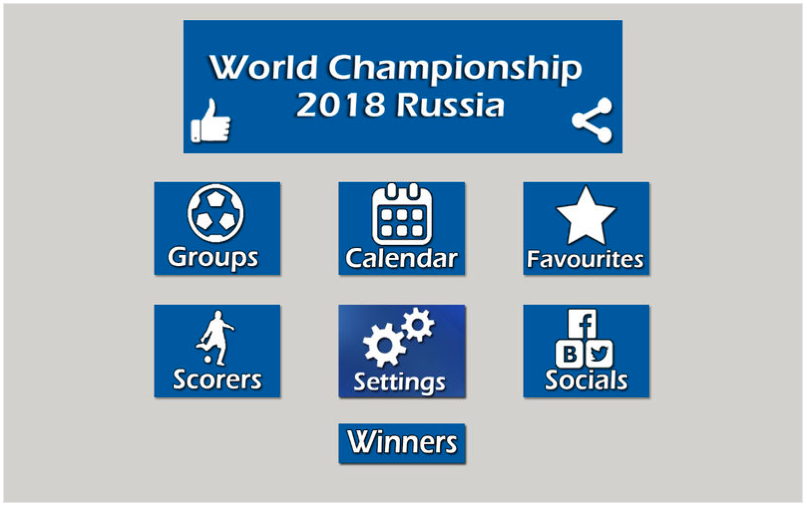 World Championship
2018 Russia
Groups
Calendar
Favourites
Scorers
Settings
B
Socials
Winners